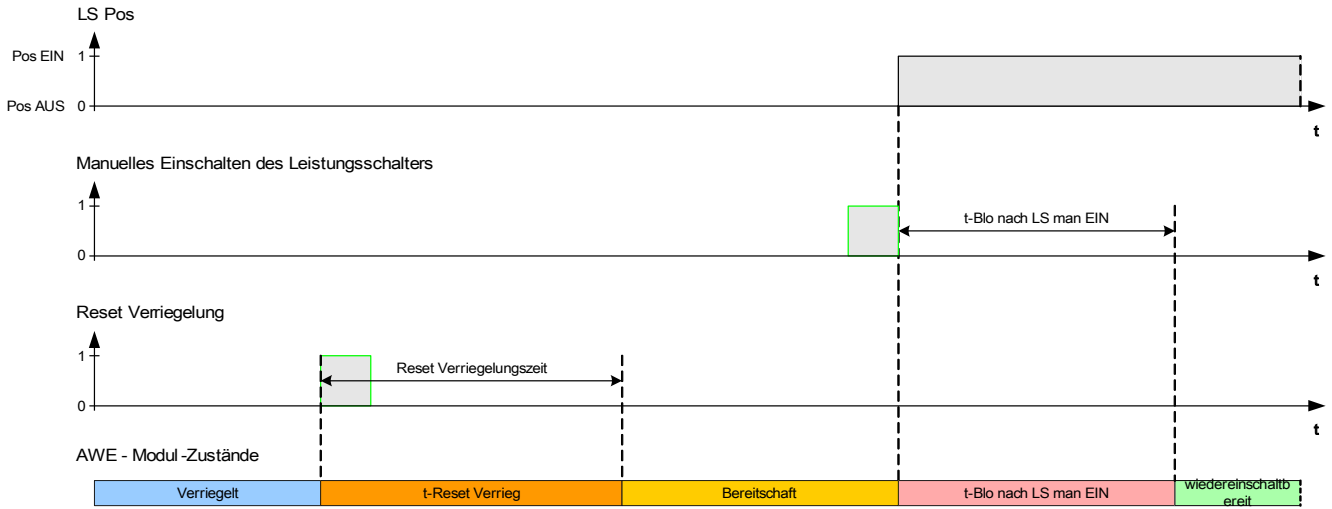 LS Pos
Pos EIN 1
Pos AUS 0
t
Manuelles Einschalten des Leistungsschalters
1
t-Blo nach LS man EIN
0
t
Reset Verriegelung
1
Reset Verriegelungszeit
0
t
AWE - Modul -Zustände
Verriegelt t-Reset Verrieg Bereitschaft t-Blo nach LS man EIN wiedereinschaltb
ereit